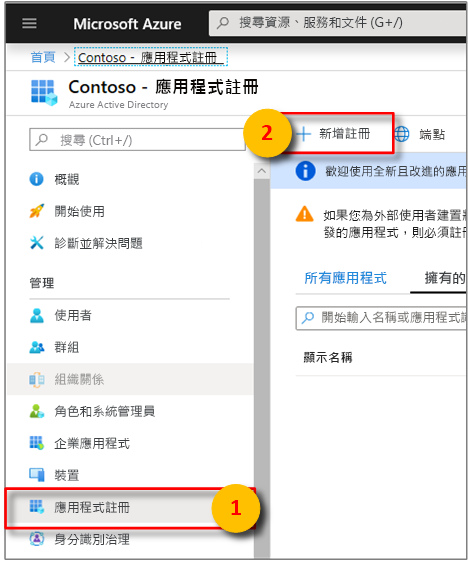 Microsoft Azure
搜尋資源、服務和文件 (G+/)
首頁 > Contoso - 應用程式註冊
Contoso - 應用程式註冊
Azure Active Directory
搜尋 (Ctrl+/)
2
新增註冊
端點
概觀
開始使用
診斷並解決問題
管理
使用者
群組
組織關係
角色和系統管理員
企業應用程式
裝置
應用程式註冊
1
身分識別治理
歡迎使用全新且改進的應用
如果您為外部使用者建置
發的應用程式，則必須註
所有應用程式
擁有的
開始輸入名稱或應用程式
顯示名稱